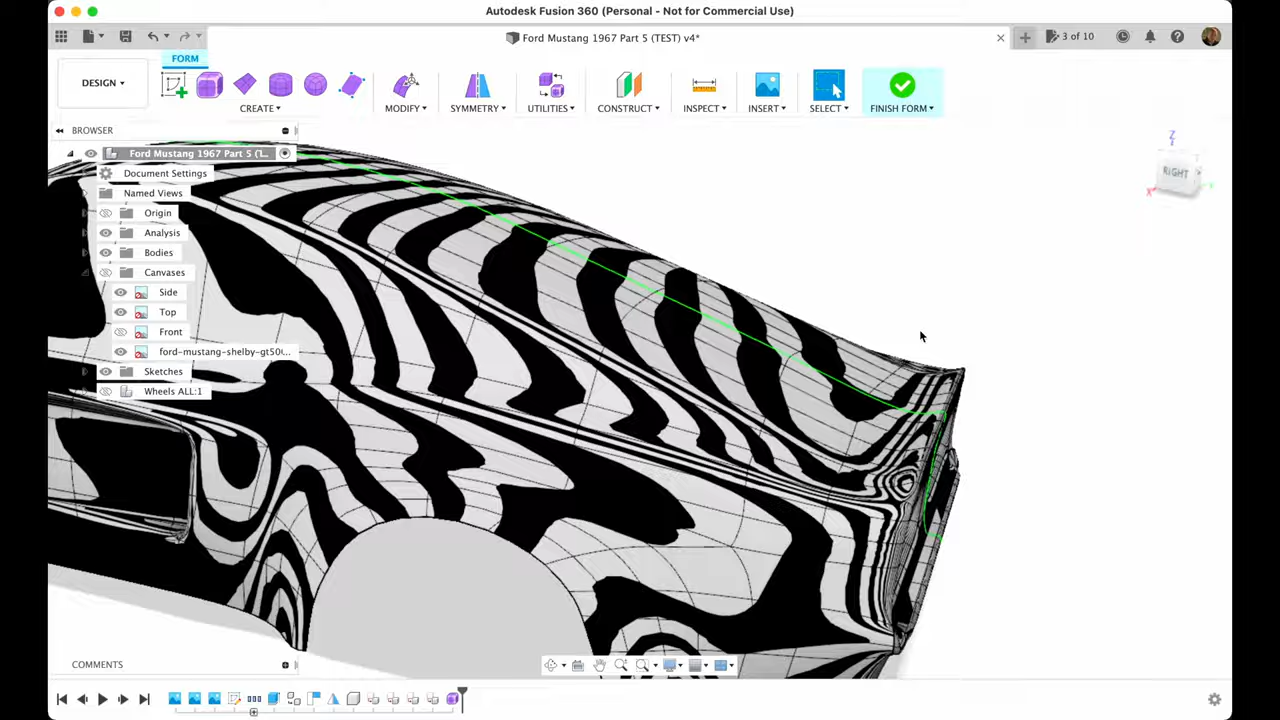 Autodesk Fusion 360 (Personal - Not for Commercial Use)
Ford Mustang 1967 Part 5 (TEST) v4*
3 of 10
FORM
DESIGN
CREATE
MODIFY
SYMMETRY
UTILITIES
CONSTRUCT
INSPECT
INSERT
SELECT
FINISH FORM
BROWSER
Ford Mustang 1967 Part 5 (T...
Document Settings
Named Views
Origin
Analysis
Bodies
Canvases
Side
Top
Front
ford-mustang-shelby-gt50(...
Sketches
Wheels ALL:1
Z
RIGHT
X
COMMENTS